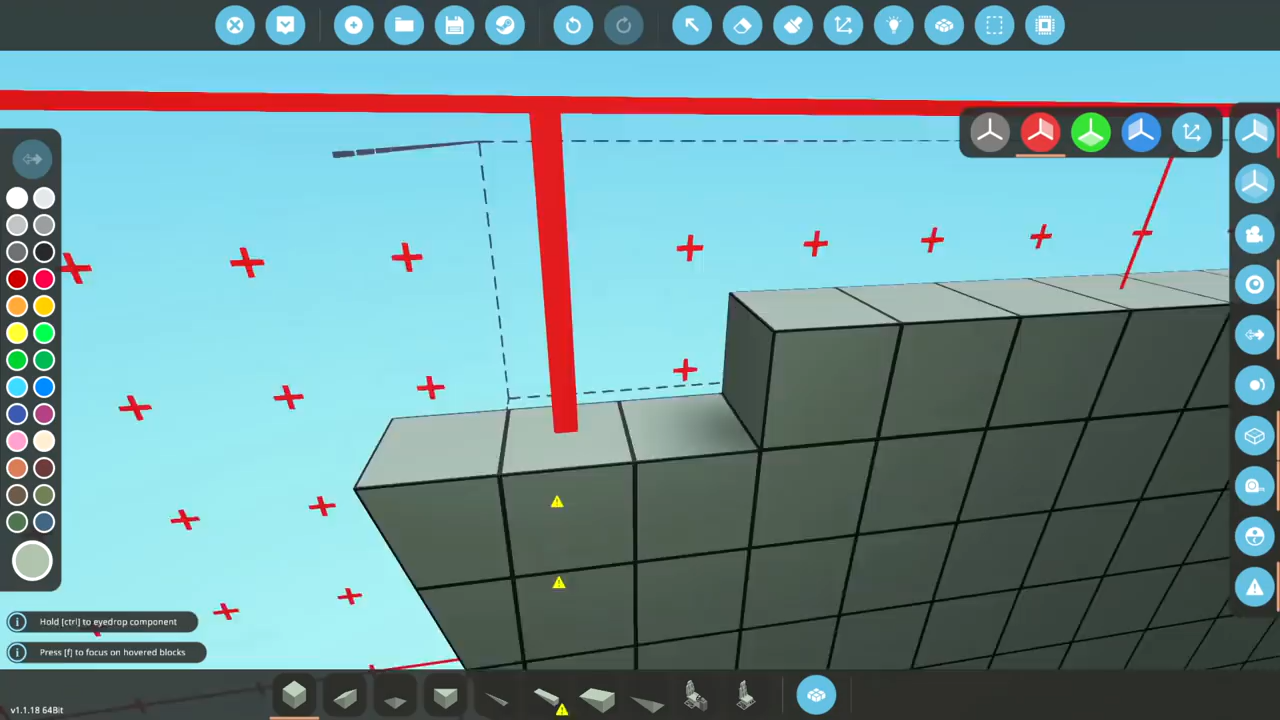 Hold [ctrl] to eyedrop component
Press [f] to focus on hovered blocks
v1.1.18 64Bit